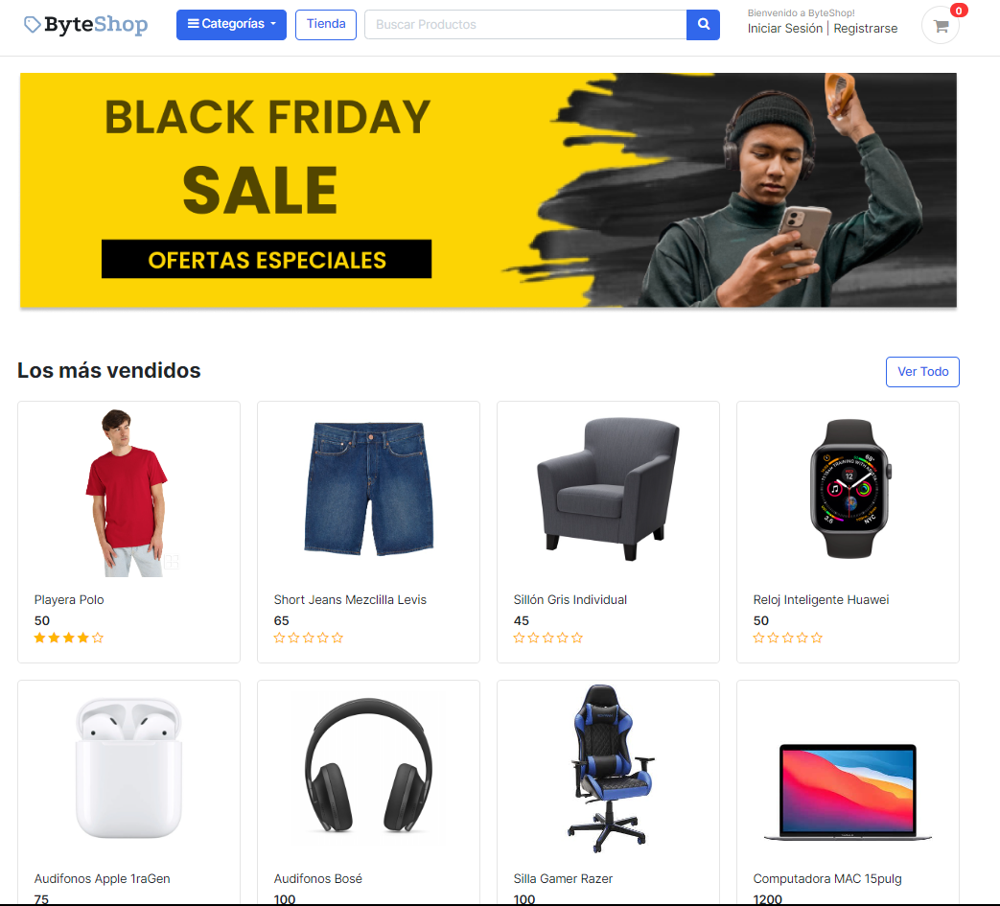 ByteShop
Categorías
Tienda
Buscar Productos
Bienvenido a ByteShop!
Iniciar Sesión | Registrarse
0
BLACK FRIDAY
SALE
OFERTAS ESPECIALES
Los más vendidos
Ver Todo
Playera Polo
50
Short Jeans Mezclilla Levis
65
Sillón Gris Individual
45
Reloj Inteligente Huawei
50
Audifonos Apple 1raGen
75
Audifonos Bosé
100
Silla Gamer Razer
100
Computadora MAC 15pulg
1200